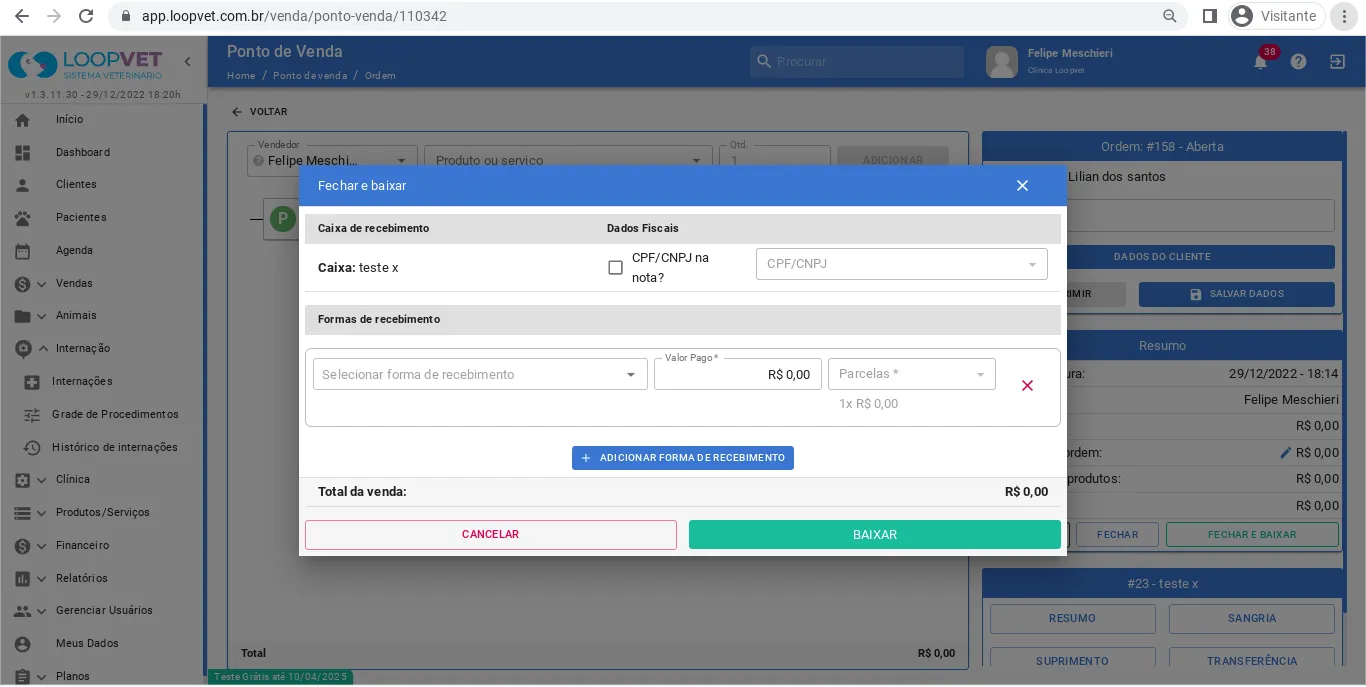 app.loopvet.com.br/venda/ponto-venda/110342
Visitante
LOOPVET
SISTEMA VETERINÁRIO
v1.3.11.30 - 29/12/2022 18:20h
Ponto de Venda
Home / Ponto de venda / Ordem
Procurar
Felipe Meschieri
Clínica Loopvet
38
Início
Dashboard
Clientes
Pacientes
Agenda
Vendas
Animais
Internação
Internações
Grade de Procedimentos
Histórico de internações
Clínica
Produtos/Serviços
Financeiro
Relatórios
Gerenciar Usuários
Meus Dados
Planos
VOLTAR
Vendedor
Felipe Meschi...
Produto ou serviço
Qtd.
1
ADICIONAR
P
Fechar e baixar
Caixa de recebimento
Dados Fiscais
Caixa: teste x
CPF/CNPJ na
nota?
CPF/CNPJ
Formas de recebimento
Selecionar forma de recebimento
Valor Pago *
R$ 0,00
Parcelas *
1x R$ 0,00
ADICIONAR FORMA DE RECEBIMENTO
Total da venda:
R$ 0,00
CANCELAR
BAIXAR
Total
R$ 0,00
Teste Grátis até 10/04/2025
Ordem: #158 - Aberta
Lilian dos santos
DADOS DO CLIENTE
IMIR
SALVAR DADOS
Resumo
ura:
29/12/2022 - 18:14
Felipe Meschieri
R$ 0,00
ordem:
R$ 0,00
produtos:
R$ 0,00
R$ 0,00
FECHAR
FECHAR E BAIXAR
#23 - teste x
RESUMO
SANGRIA
SUPRIMENTO
TRANSFERÊNCIA